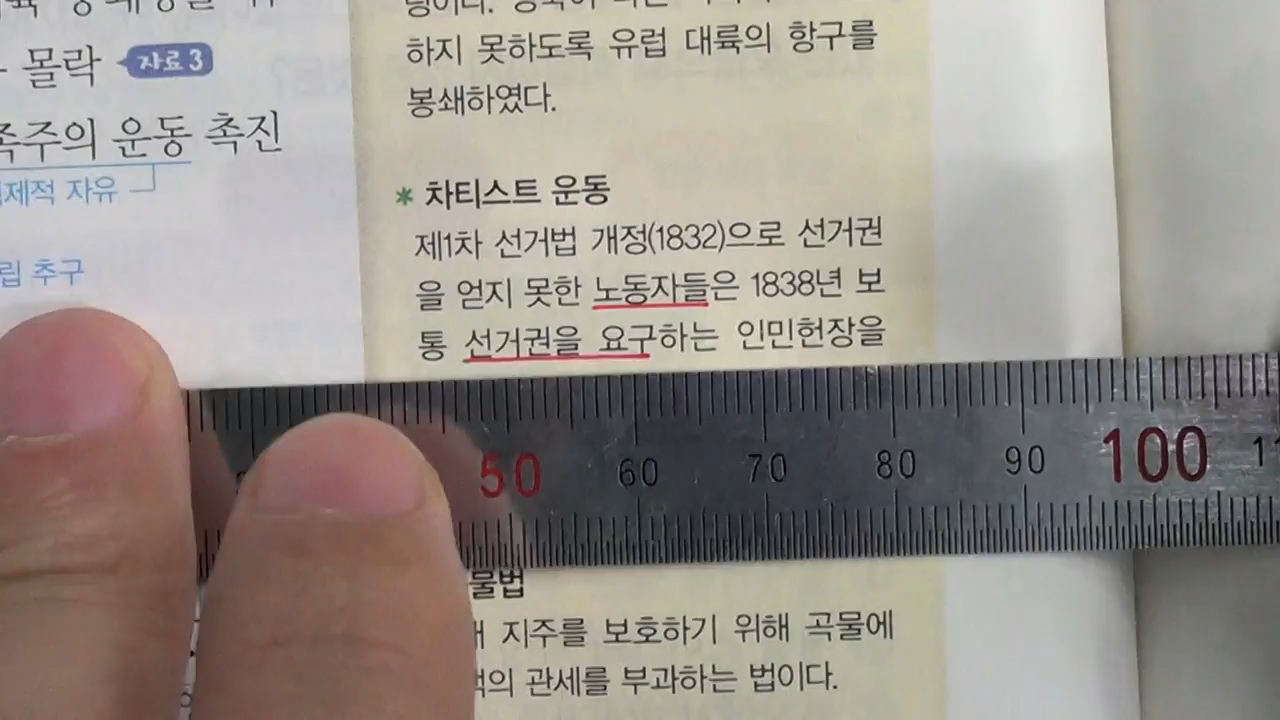 몰락 자료3
족주의 운동 촉진
제적 자유
립 추구
하지 못하도록 유럽 대륙의 항구를
봉쇄하였다.
* 차티스트 운동
제1차 선거법 개정(1832)으로 선거권
을 얻지 못한 노동자들은 1838년 보
통 선거권을 요구하는 인민헌장을
50 60 70 80 90 100
물법
지주를 보호하기 위해 곡물에
의 관세를 부과하는 법이다.